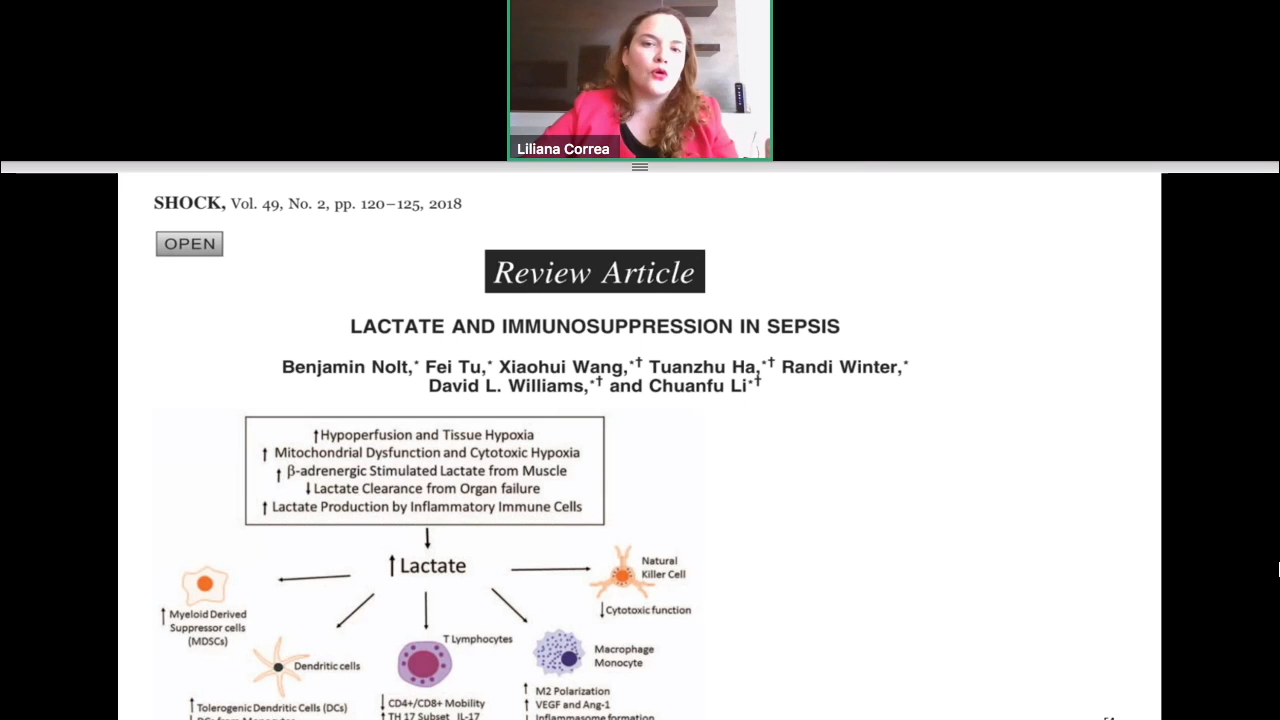 Liliana Correa
SHOCK, Vol. 49, No. 2, pp. 120–125, 2018
OPEN
Review Article
LACTATE AND IMMUNOSUPPRESSION IN SEPSIS
Benjamin Nolt,* Fei Tu,* Xiaohui Wang,*† Tuanzhu Ha,*† Randi Winter,*
David L. Williams,*† and Chuanfu Li*†
↑Hypoperfusion and Tissue Hypoxia
↑ Mitochondrial Dysfunction and Cytotoxic Hypoxia
↑ β-adrenergic Stimulated Lactate from Muscle
↓Lactate Clearance from Organ failure
↑ Lactate Production by Inflammatory Immune Cells
↑Lactate
Natural
Killer Cell
↓Cytotoxic function
↑ Myeloid Derived
Suppressor cells
(MDSCs)
Dendritic cells
T Lymphocytes
Macrophage
Monocyte
↑ Tolerogenic Dendritic Cells (DCs)
↓CD4+/CD8+ Mobility
↑TH 17 Subset IL-17
↑ M2 Polarization
↑ VEGF and Ang-1
↓ Inflammasome formation